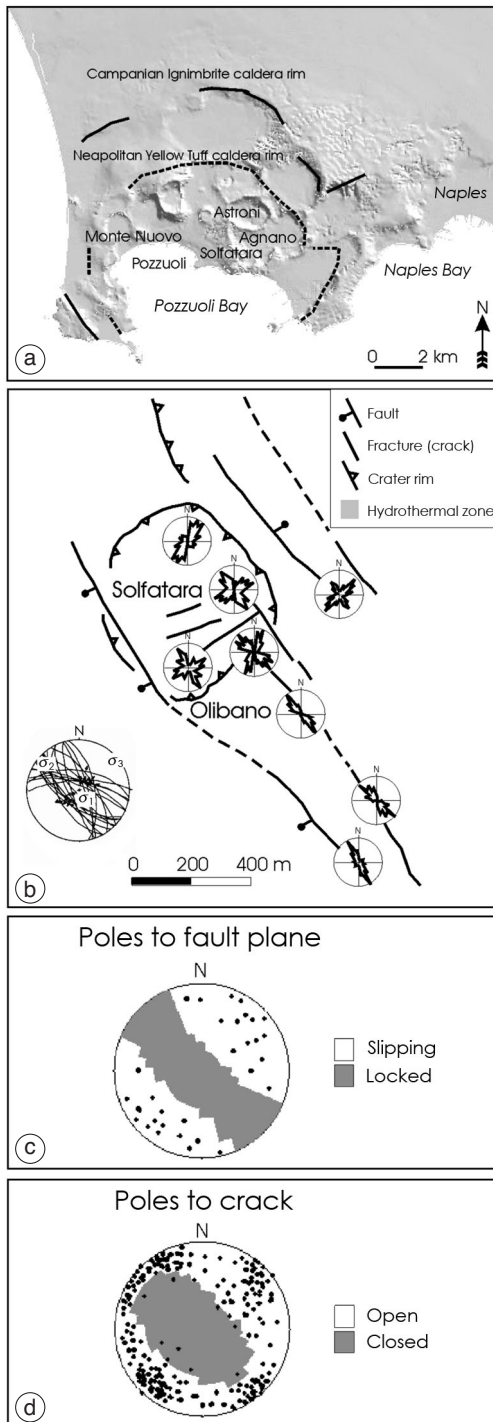 Campanian Ignimbrite caldera rim
Neapolitan Yellow Tuff caldera rim
Naples
Astroni
Monte Nuovo
Agnano
Solfatara
Pozzuoli
Naples Bay
Pozzuoli Bay
N
0 2 km
a
Fault
Fracture (crack)
Crater rim
Hydrothermal zone
N
N
Solfatara
N
N
N
Olibano
N
N
N
N
σ2
σ3
σ1
0 200 400 m
b
Poles to fault plane
N
Slipping
Locked
c
Poles to crack
N
Open
Closed
d